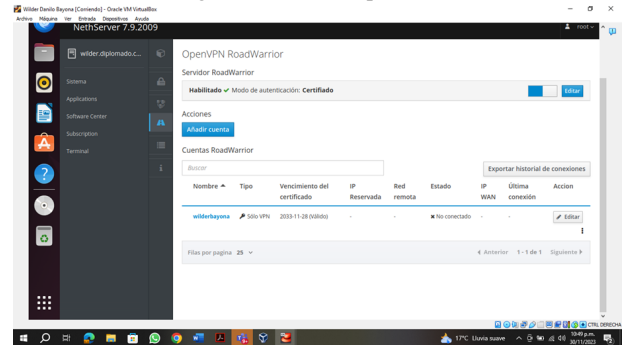 Wilder Danilo Bayona [Corriendo] - Oracle VM VirtualBox
Archivo Máquina Ver Entrada Dispositivos Ayuda
NethServer 7.9.2009
root
wilder.diplomado.c...
Sistema
Applications
Software Center
Subscription
Terminal
OpenVPN RoadWarrior
Servidor RoadWarrior
Habilitado ✔ Modo de autenticación: Certifiado
Editar
Acciones
Añadir cuenta
Cuentas RoadWarrior
Buscar
Exportar historial de conexiones
Nombre Tipo Vencimiento del certificado IP Reservada Red remota Estado IP WAN Última conexión Accion
wilderbayona Sólo VPN 2033-11-28 (Válido) - - ✖ No conectado - - Editar
Filas por pagina 25
Anterior 1 - 1 de 1 Siguiente
CTRL DERECHA
17°C Lluvia suave
10:49 p.m.
30/11/2023